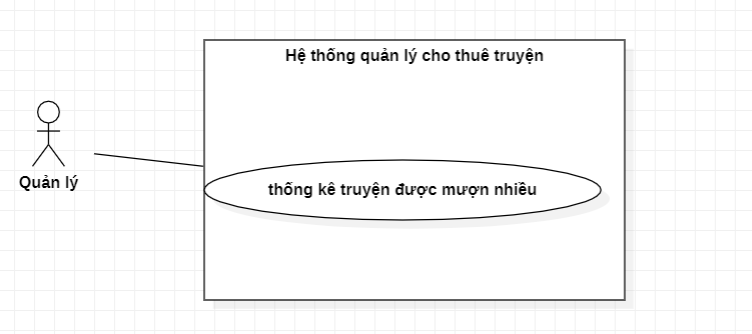 Hệ thống quản lý cho thuê truyện
Quản lý
thống kê truyện được mượn nhiều